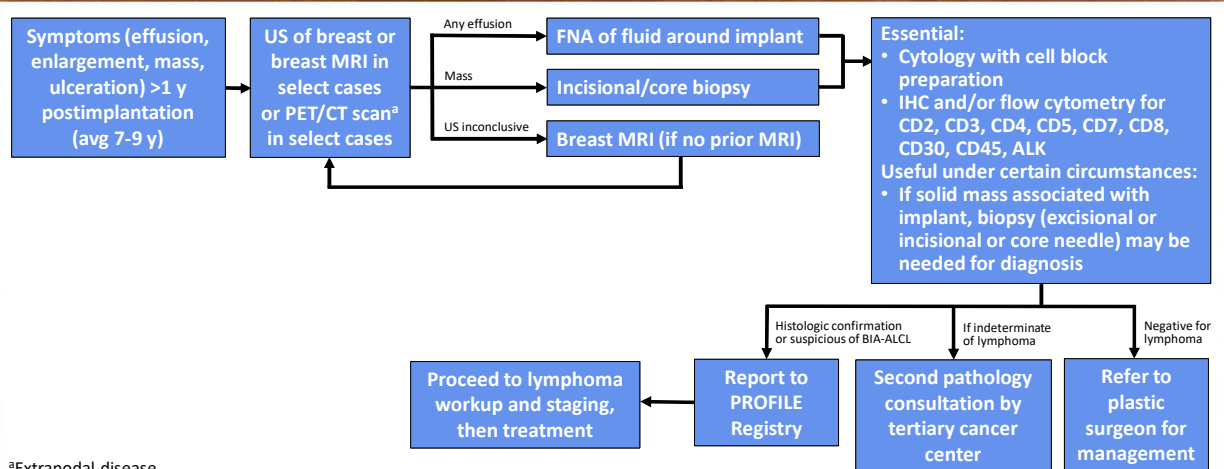 Symptoms (effusion,
enlargement, mass,
ulceration) >1 y
postimplantation
(avg 7-9 y)
US of breast or
breast MRI in
select cases
or PET/CT scanª
in select cases
Any effusion
FNA of fluid around implant
Mass
Incisional/core biopsy
US inconclusive
Breast MRI (if no prior MRI)
Essential:
• Cytology with cell block
preparation
• IHC and/or flow cytometry for
CD2, CD3, CD4, CD5, CD7, CD8,
CD30, CD45, ALK
Useful under certain circumstances:
• If solid mass associated with
implant, biopsy (excisional or
incisional or core needle) may be
needed for diagnosis
Histologic confirmation
or suspicious of BIA-ALCL
If indeterminate
of lymphoma
Negative for
lymphoma
Proceed to lymphoma
workup and staging,
then treatment
Report to
PROFILE
Registry
Second pathology
consultation by
tertiary cancer
center
Refer to
plastic
surgeon for
management
ªExtranodal disease